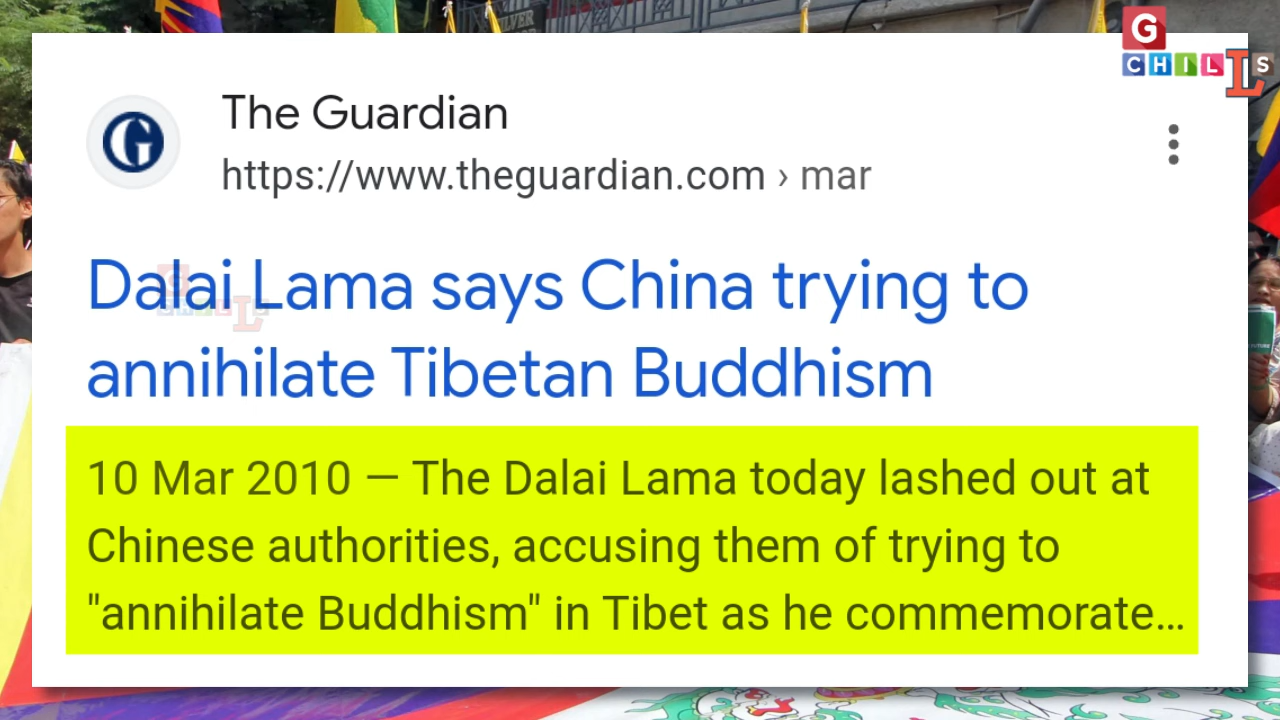 G
CHILLS
The Guardian
https://www.theguardian.com › mar
Dalai Lama says China trying to
annihilate Tibetan Buddhism
10 Mar 2010 — The Dalai Lama today lashed out at
Chinese authorities, accusing them of trying to
"annihilate Buddhism" in Tibet as he commemorate...